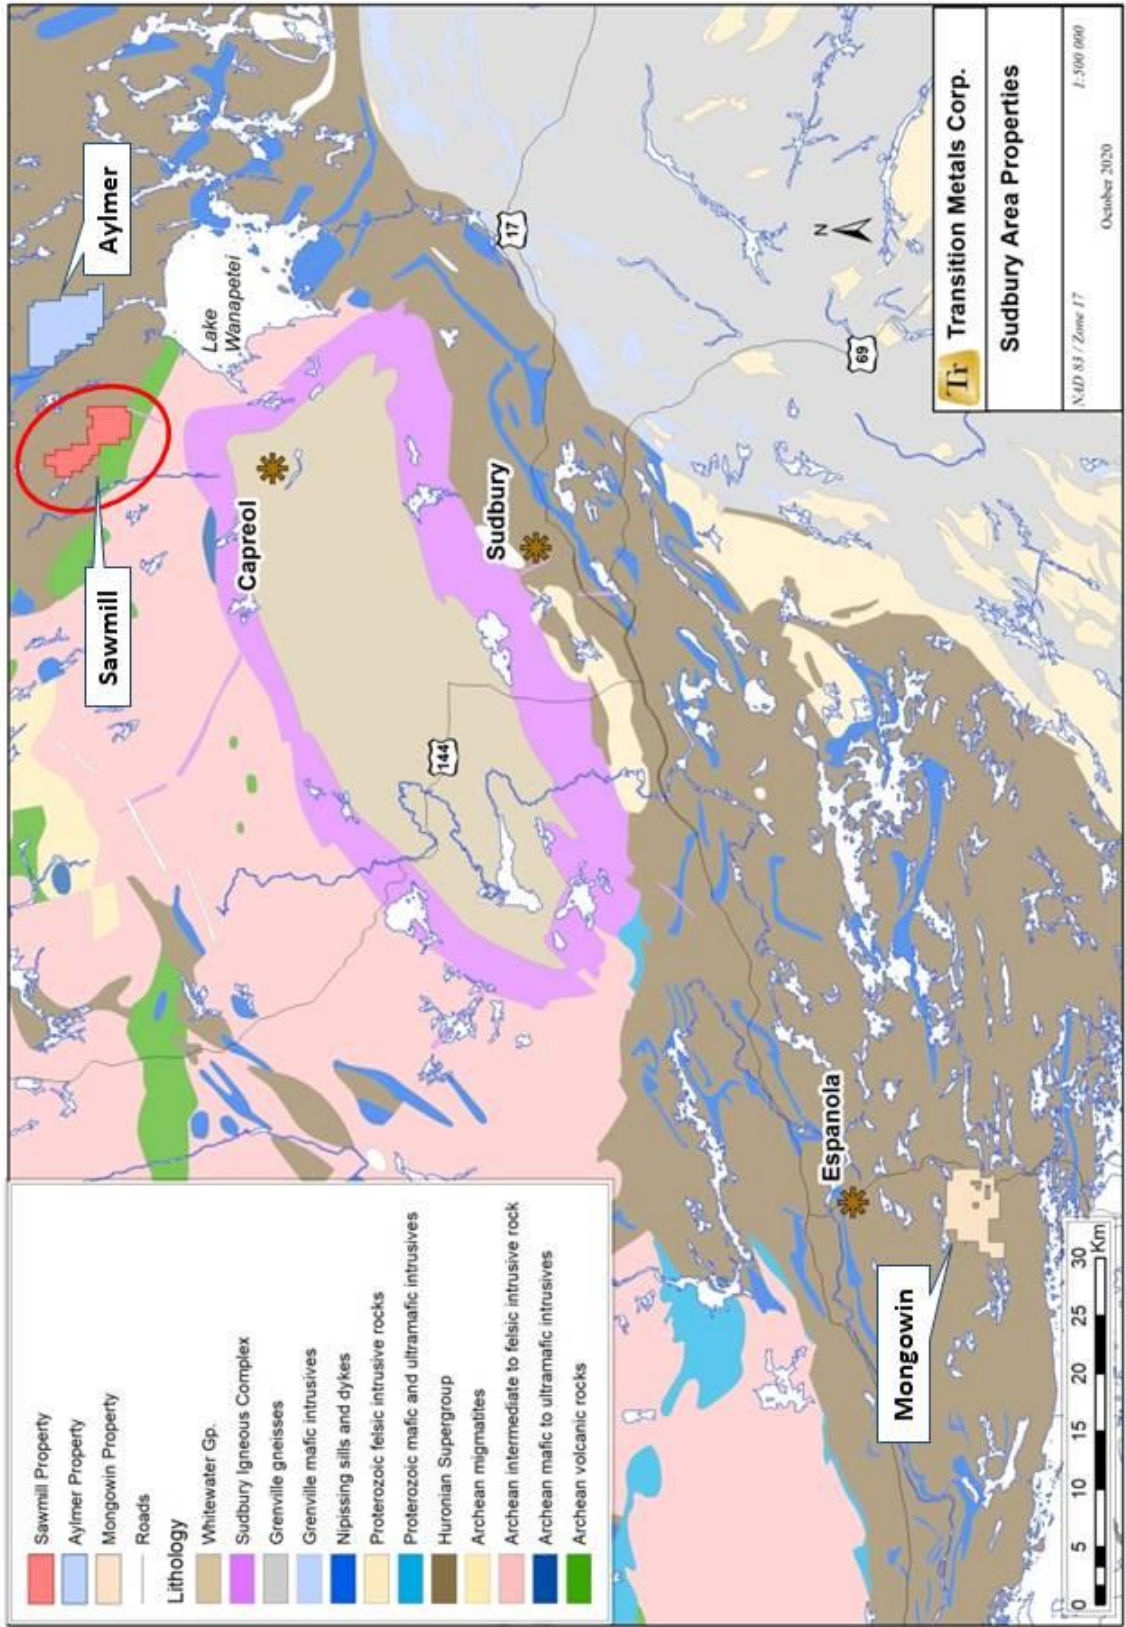 Sawmill Property
Aylmer Property
Mongowin Property
Roads
Lithology
Whitewater Gp.
Sudbury Igneous Complex
Grenville gneisses
Grenville mafic intrusives
Nipissing sills and dykes
Proterozoic felsic intrusive rocks
Proterozoic mafic and ultramafic intrusives
Huronian Supergroup
Archean migmatites
Archean intermediate to felsic intrusive rock
Archean mafic to ultramafic intrusives
Archean volcanic rocks
Sawmill
Aylmer
Lake
Wanapetei
Capreol
144
Sudbury
17
69
N
Espanola
Mongowin
0 5 10 15 20 25 30
Km
Tr
Transition Metals Corp.
Sudbury Area Properties
NAD 83 / Zone 17
1:500 000
October 2020